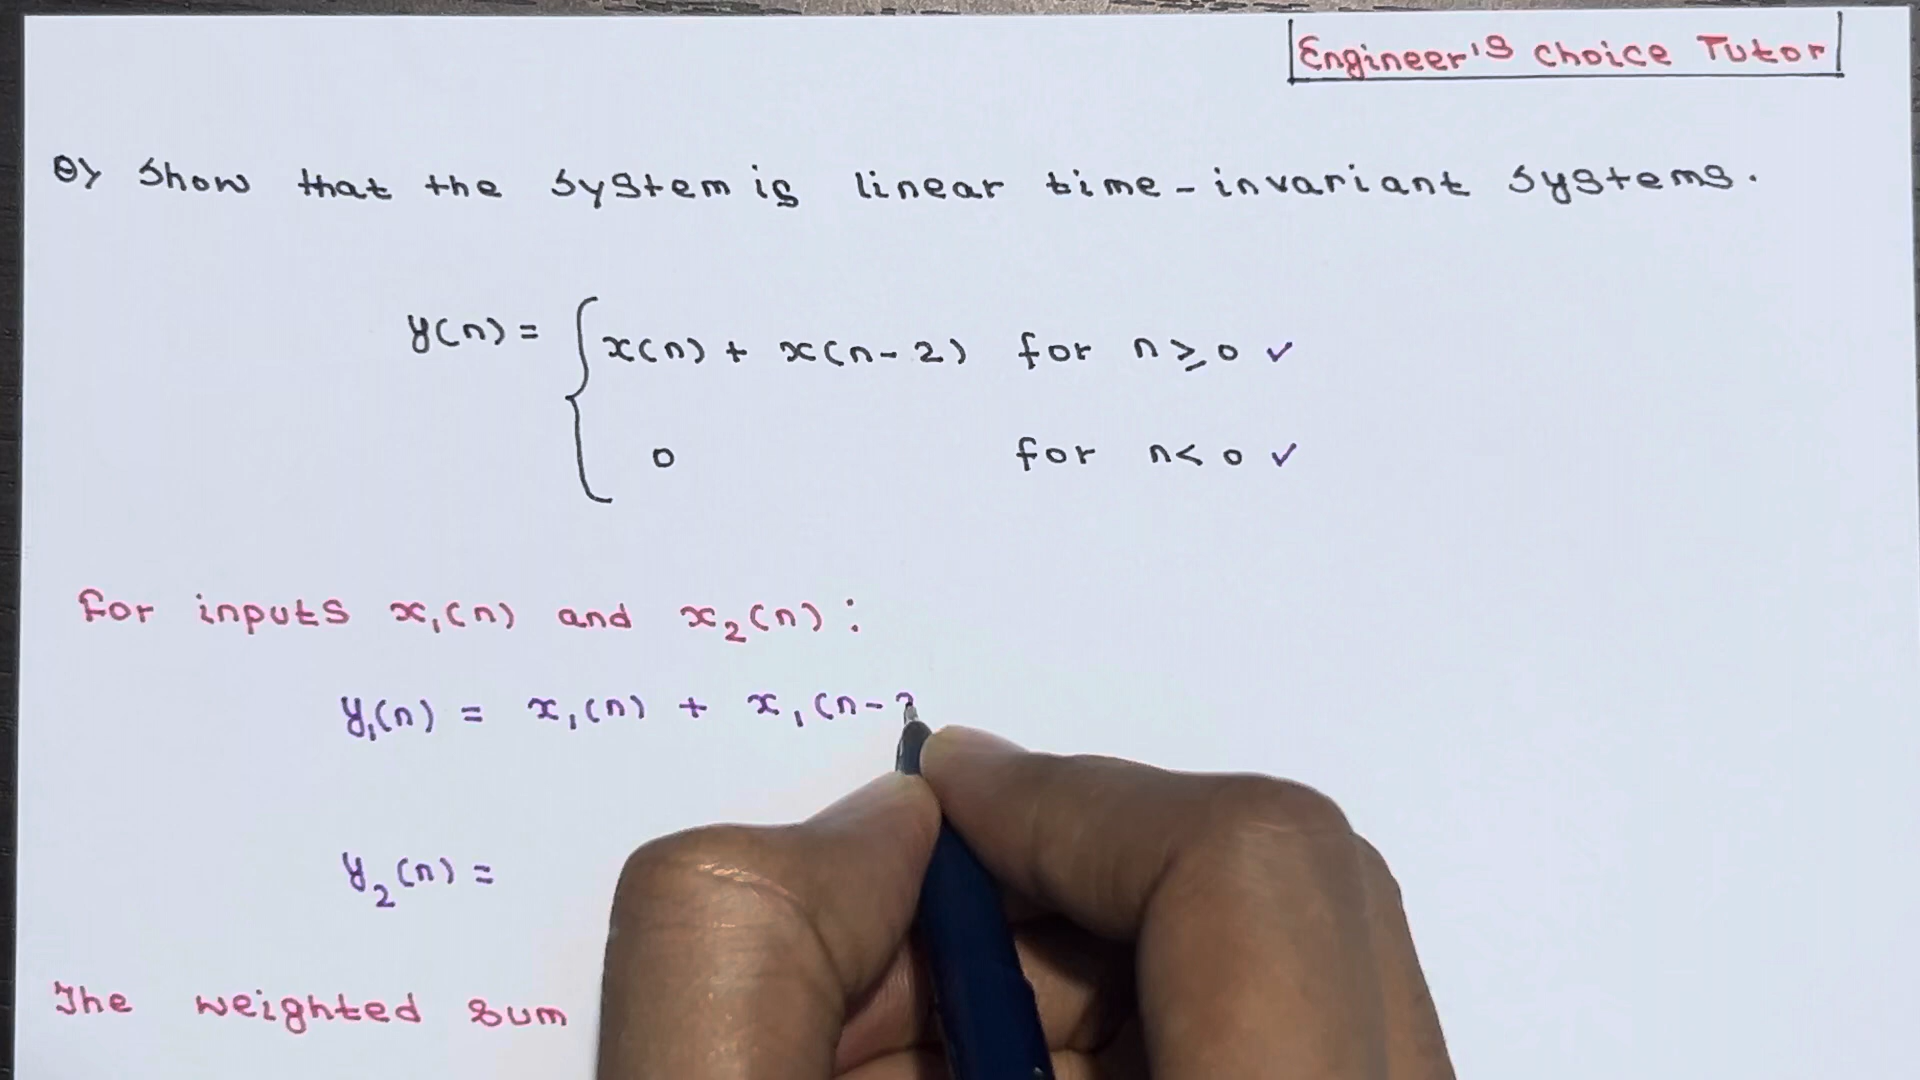 Engineer's Choice Tutor
Q) Show that the system is linear time-invariant systems.
y(n) = { x(n) + x(n-2) for n ≥ 0 ✓
0 for n < 0 ✓
For inputs x₁(n) and x₂(n) :
y₁(n) = x₁(n) + x₁(n-
y₂(n) =
The weighted sum